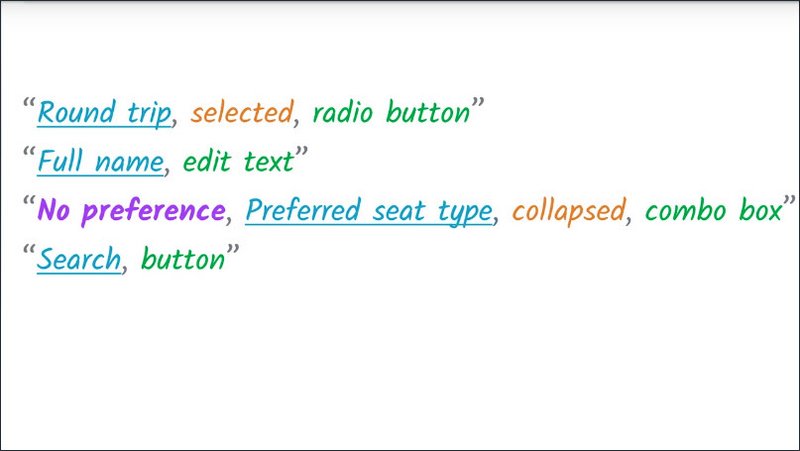 “Round trip, selected, radio button”
“Full name, edit text”
“No preference, Preferred seat type, collapsed, combo box”
“Search, button”